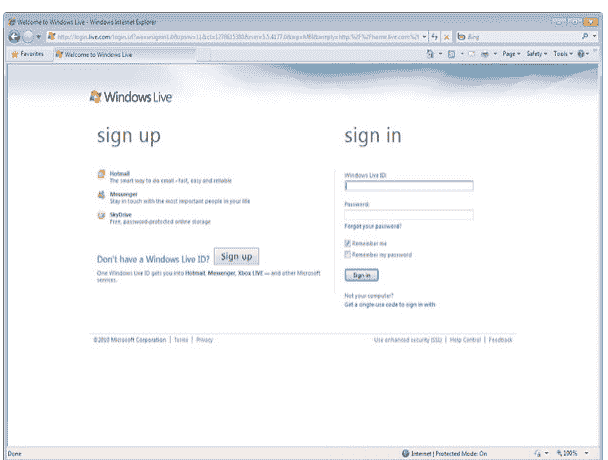 Welcome to Windows Live - Windows Internet Explorer
Bing
Favorites
Welcome to Windows Live
Page
Safety
Tools
Windows Live
sign up
Hotmail
The smart way to do email - fast, easy and reliable
Messenger
Stay in touch with the most important people in your life
SkyDrive
Free, password-protected online storage
Don't have a Windows Live ID?
Sign up
One Windows Live ID gets you into Hotmail, Messenger, Xbox LIVE — and other Microsoft
services.
sign in
Windows Live ID:
Password:
Forgot your password?
Remember me
Remember my password
Sign in
Not your computer?
Get a single-use code to sign in with
©2010 Microsoft Corporation | Terms | Privacy
Use enhanced security (SSL) | Help Central | Feedback
Done
Internet | Protected Mode: On
100%